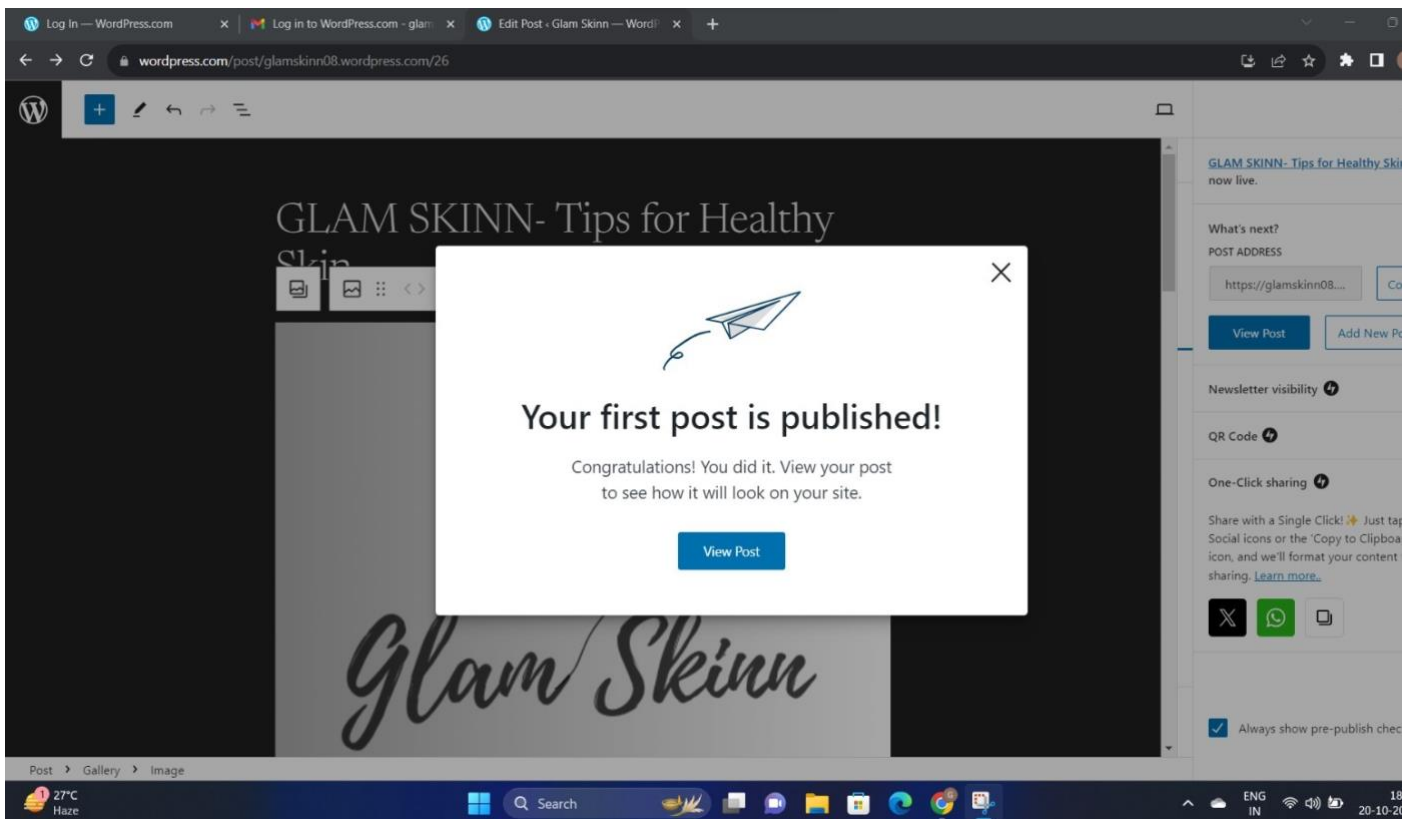 Log In — WordPress.com
Log in to WordPress.com - glam
Edit Post ‹ Glam Skinn — WordP
wordpress.com/post/glamskinn08.wordpress.com/26
GLAM SKINN- Tips for Healthy
Skin
Your first post is published!
Congratulations! You did it. View your post
to see how it will look on your site.
View Post
Glam Skinn
GLAM SKINN- Tips for Healthy Skin
now live.
What's next?
POST ADDRESS
https://glamskinn08....
Co
View Post
Add New Po
Newsletter visibility
QR Code
One-Click sharing
Share with a Single Click! ✨ Just tap
Social icons or the 'Copy to Clipboa
icon, and we'll format your content
sharing. Learn more..
Always show pre-publish chec
Post > Gallery > Image
1
27°C
Haze
Search
ENG
IN
18
20-10-20